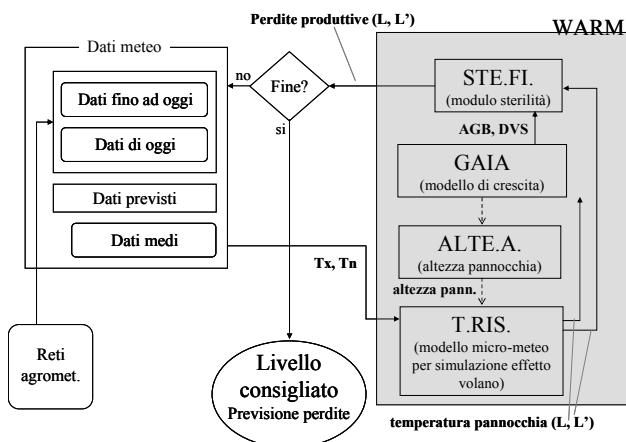 Perdite produttive (L, L’)
WARM
Dati meteo
Dati fino ad oggi
Dati di oggi
Dati previsti
Dati medi
no
Fine?
si
STE.FI.
(modulo sterilità)
AGB, DVS
GAIA
(modello di crescita)
ALTE.A.
(altezza pannocchia)
altezza pann.
Tx, Tn
T.RIS.
(modello micro-meteo
per simulazione effetto
volano)
Reti
agromet.
Livello
consigliato
Previsione perdite
temperatura pannocchia (L, L’)